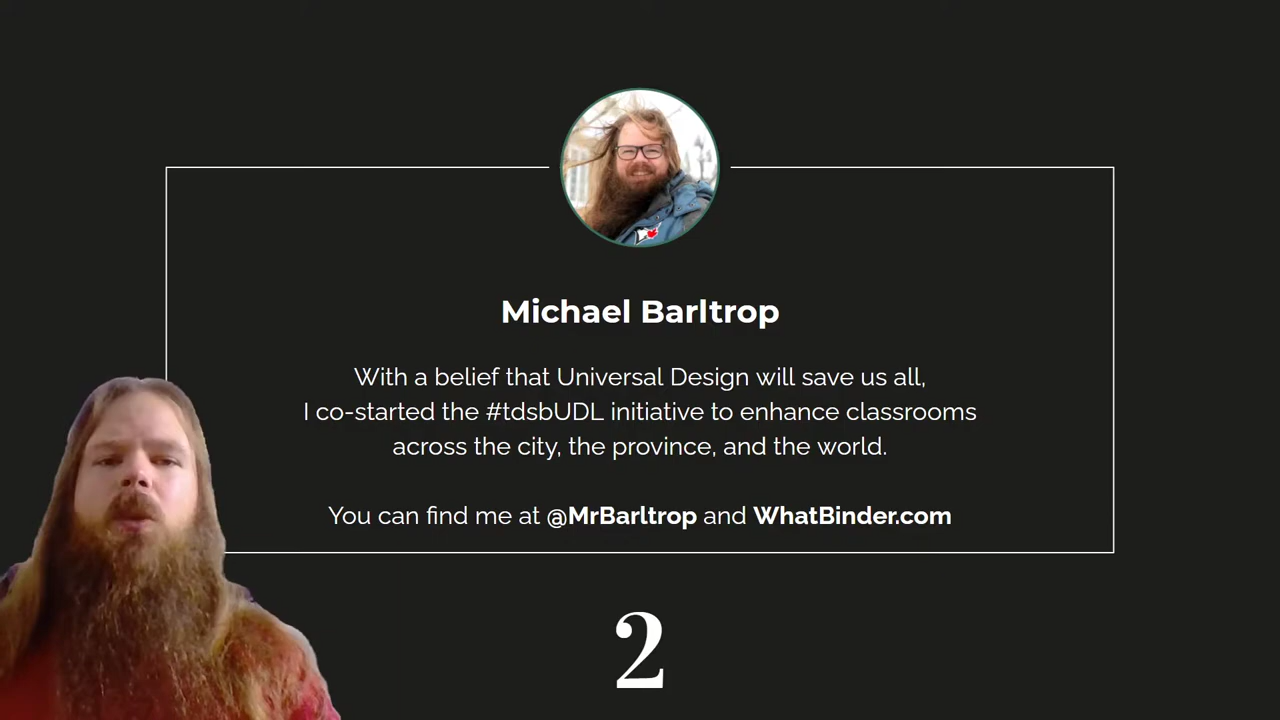 Michael Barltrop
With a belief that Universal Design will save us all,
I co-started the #tdsbUDL initiative to enhance classrooms
across the city, the province, and the world.
You can find me at @MrBarltrop and WhatBinder.com
2